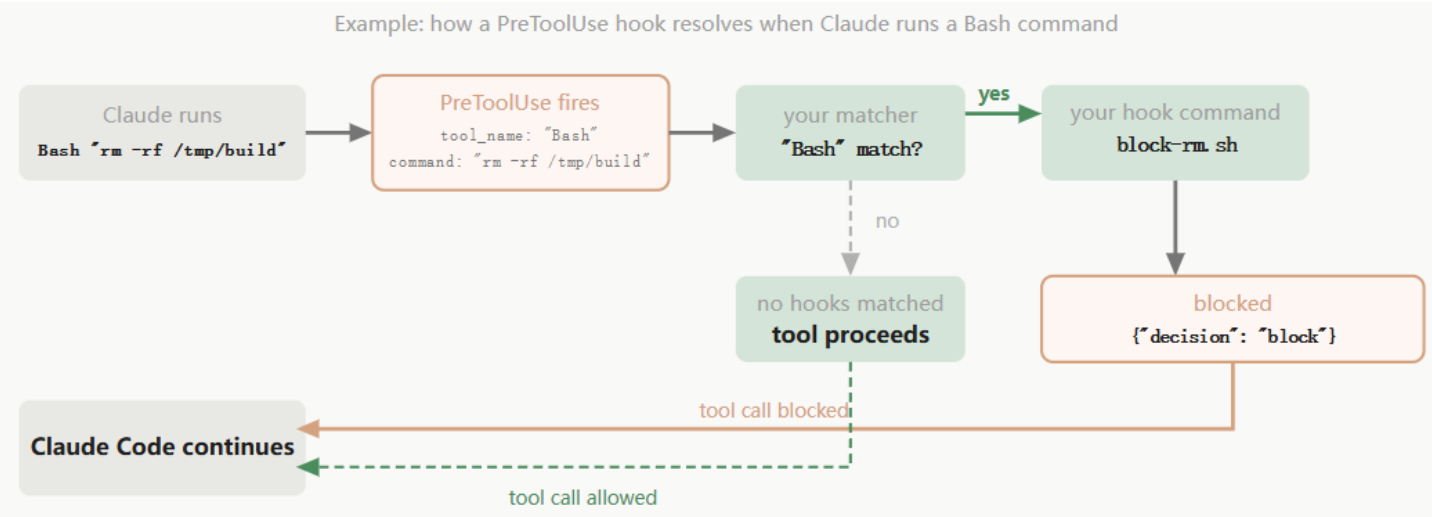 Example: how a PreToolUse hook resolves when Claude runs a Bash command
Claude runs
Bash "rm -rf /tmp/build"
PreToolUse fires
tool_name: "Bash"
command: "rm -rf /tmp/build"
your matcher
"Bash" match?
yes
your hook command
block-rm.sh
no
no hooks matched
tool proceeds
blocked
{"decision": "block"}
tool call blocked
Claude Code continues
tool call allowed